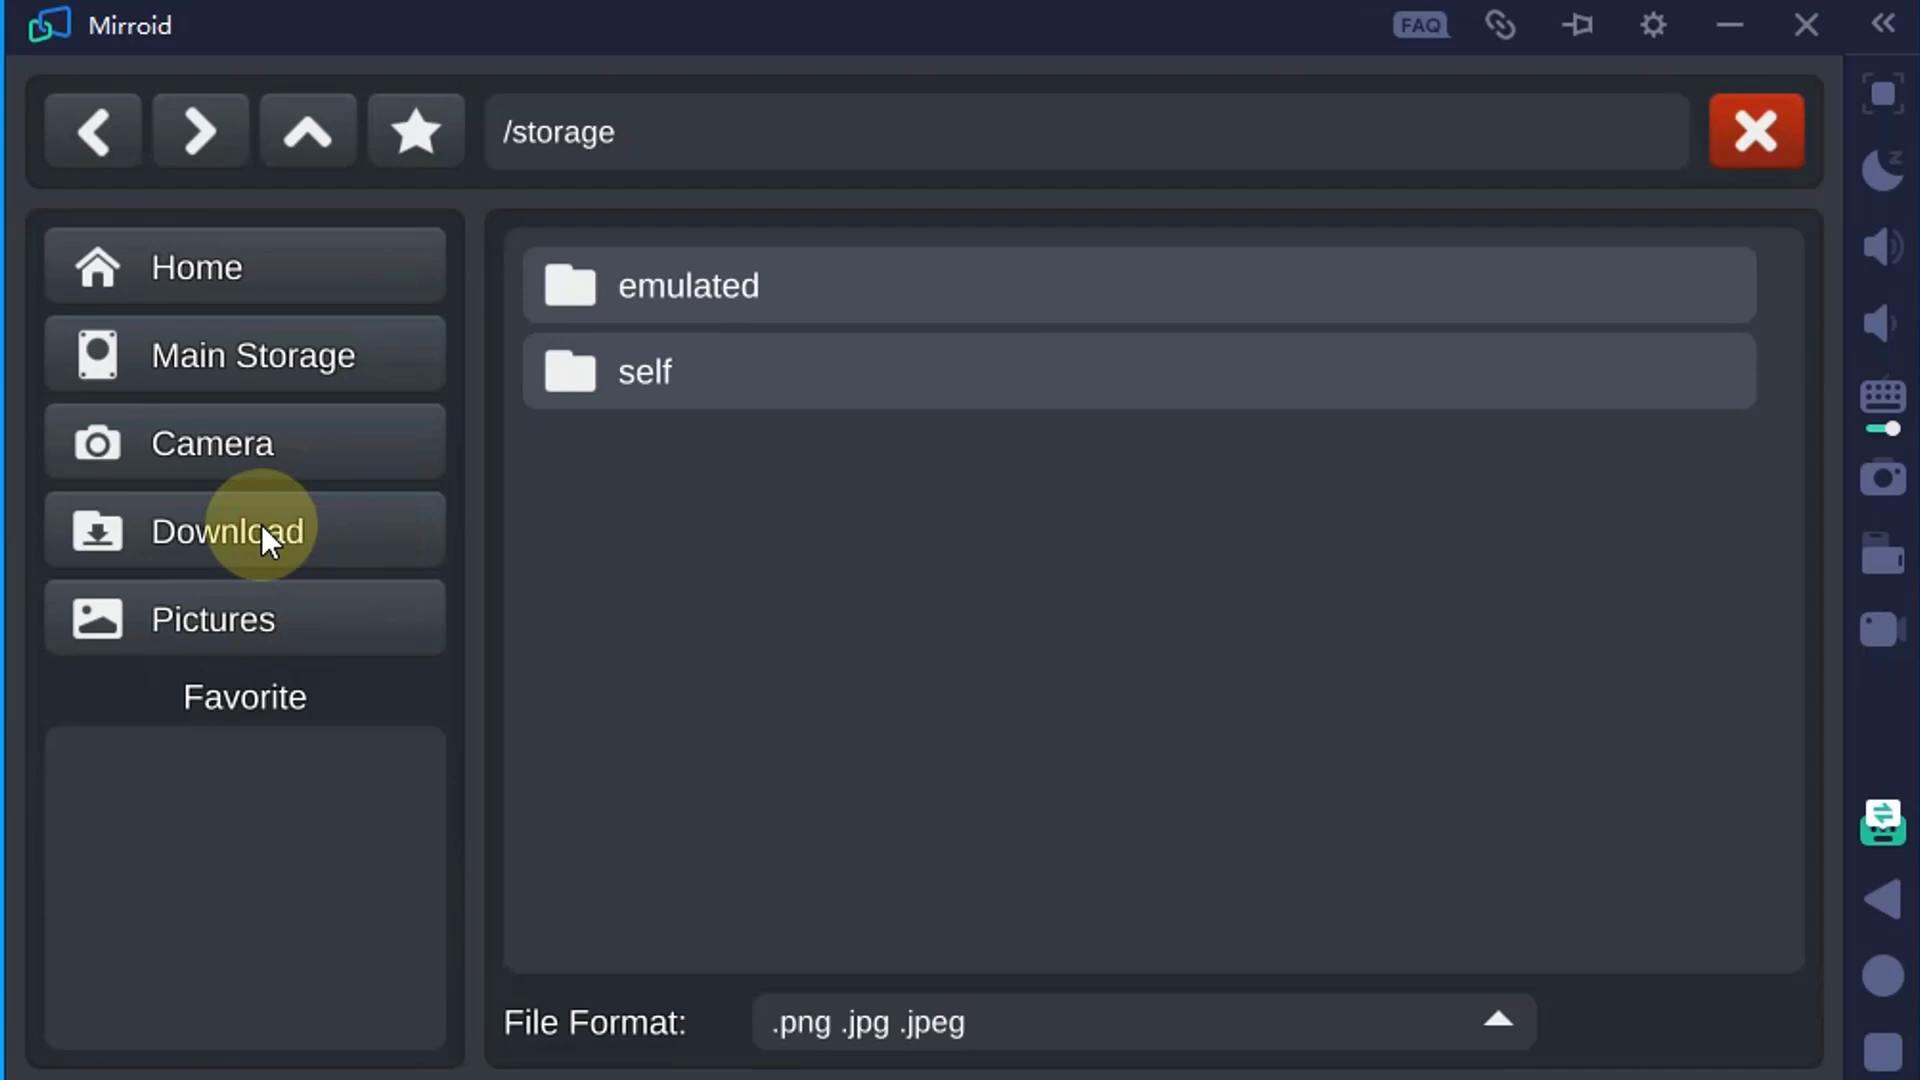 Mirroid
FAQ
/storage
Home
Main Storage
Camera
Download
Pictures
Favorite
emulated
self
File Format:
.png .jpg .jpeg